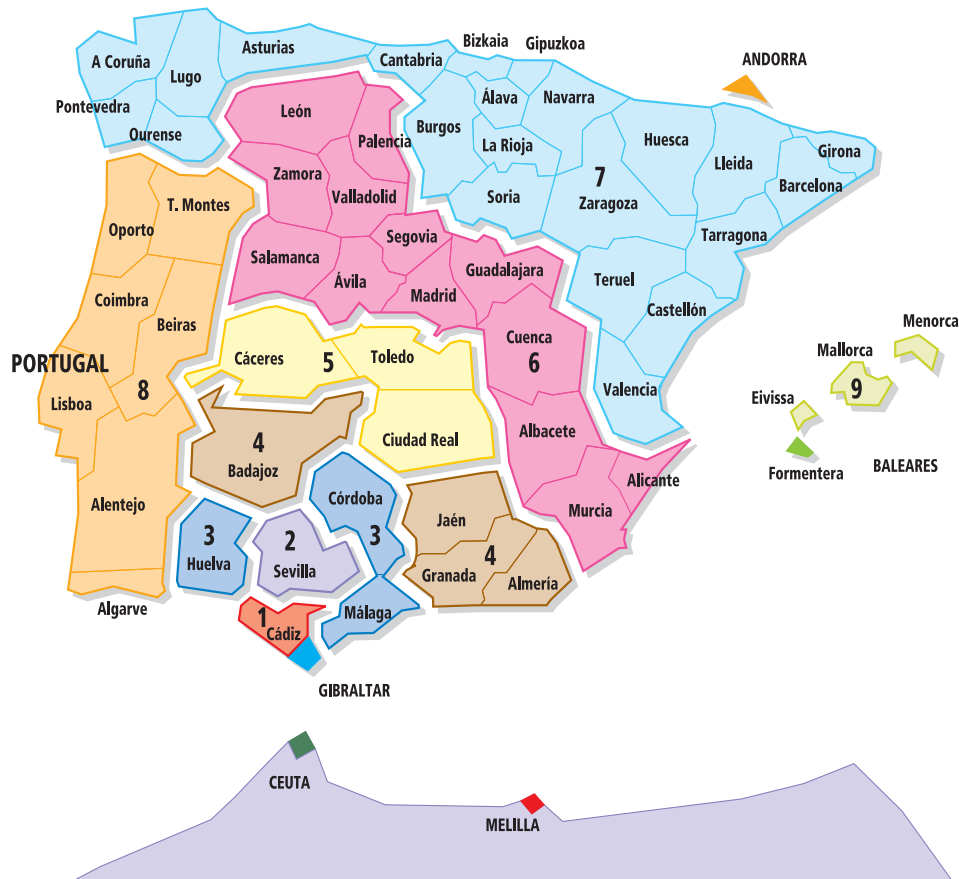 Bizkaia
Gipuzkoa
Asturias
Cantabria
ANDORRA
A Coruña
Lugo
Álava
Navarra
Pontevedra
León
Burgos
Huesca
Ourense
Palencia
La Rioja
Lleida
Girona
Zamora
Valladolid
Soria
7
Zaragoza
Barcelona
T. Montes
Oporto
Segovia
Tarragona
Salamanca
Ávila
Madrid
Guadalajara
Teruel
Coimbra
Beiras
Castellón
Menorca
Cuenca
6
Cáceres
5
Toledo
Mallorca
9
PORTUGAL
8
Lisboa
Valencia
Eivissa
4
Badajoz
Ciudad Real
Albacete
Formentera
BALEARES
Alentejo
Córdoba
3
Alicante
Murcia
3
Huelva
2
Sevilla
Jaén
4
Granada
Almería
Algarve
1
Cádiz
Málaga
GIBRALTAR
CEUTA
MELILLA